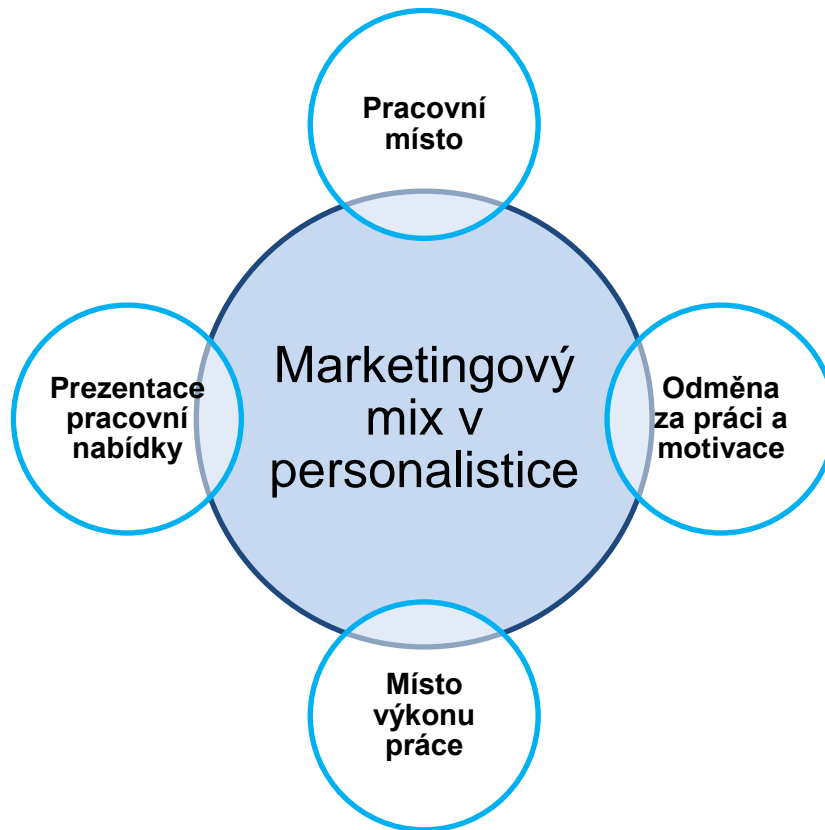 Pracovní
místo
Prezentace
pracovní
nabídky
Marketingový
mix v
personalistice
Odměna
za práci a
motivace
Místo
výkonu
práce